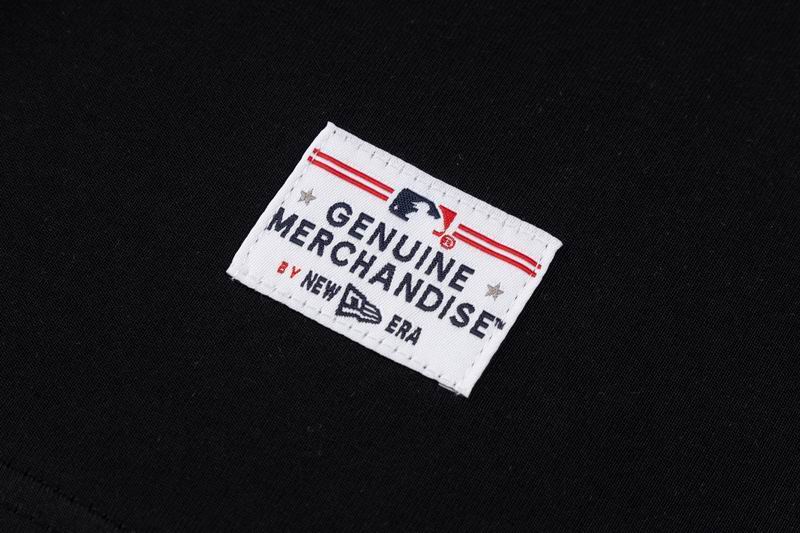 GENUINE
MERCHANDISE™
BY NEW ERA